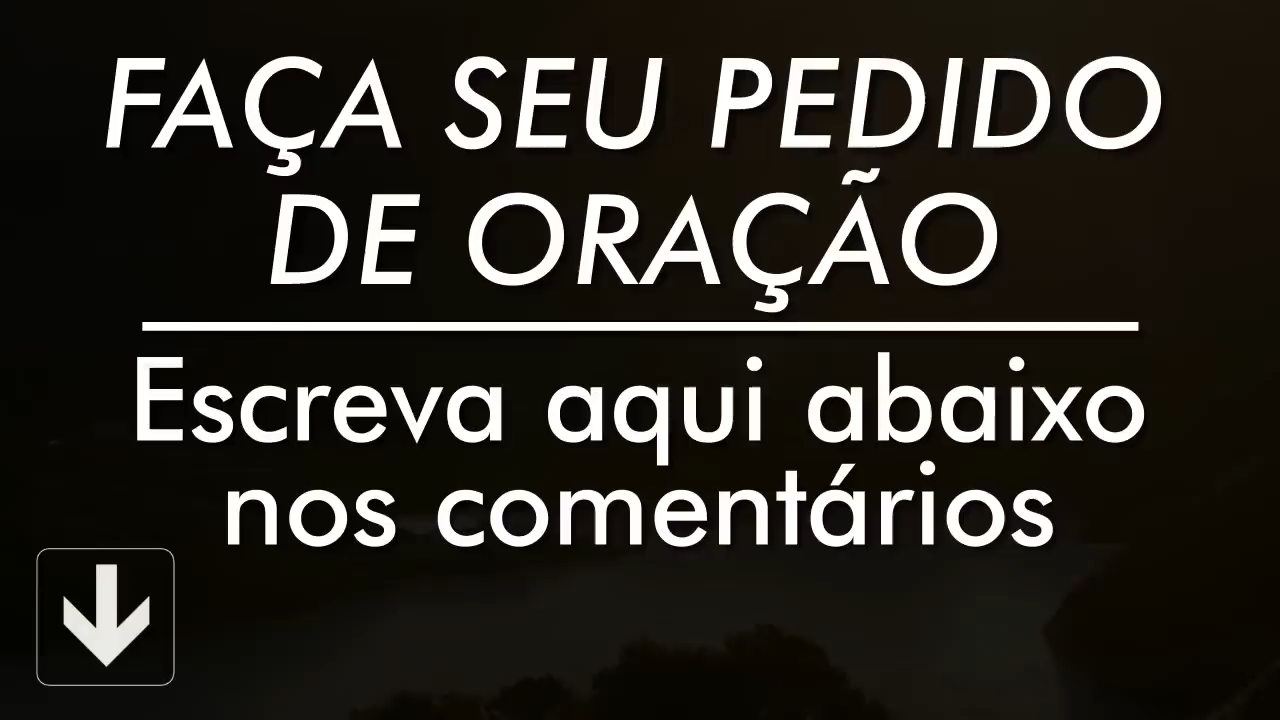 FAÇA SEU PEDIDO
DE ORAÇÃO
Escreva aqui abaixo
nos comentários